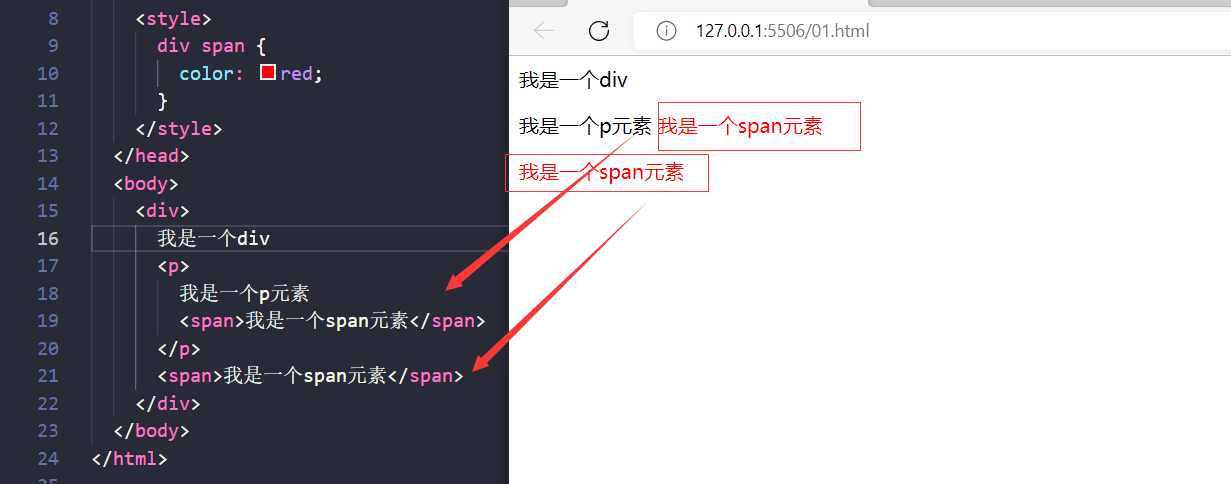 8 <style>
9 div span {
10 color: red;
11 }
12 </style>
13 </head>
14 <body>
15 <div>
16 我是一个div
17 <p>
18 我是一个p元素
19 <span>我是一个span元素</span>
20 </p>
21 <span>我是一个span元素</span>
22 </div>
23 </body>
24 </html>
127.0.0.1:5506/01.html
我是一个div
我是一个p元素 我是一个span元素
我是一个span元素